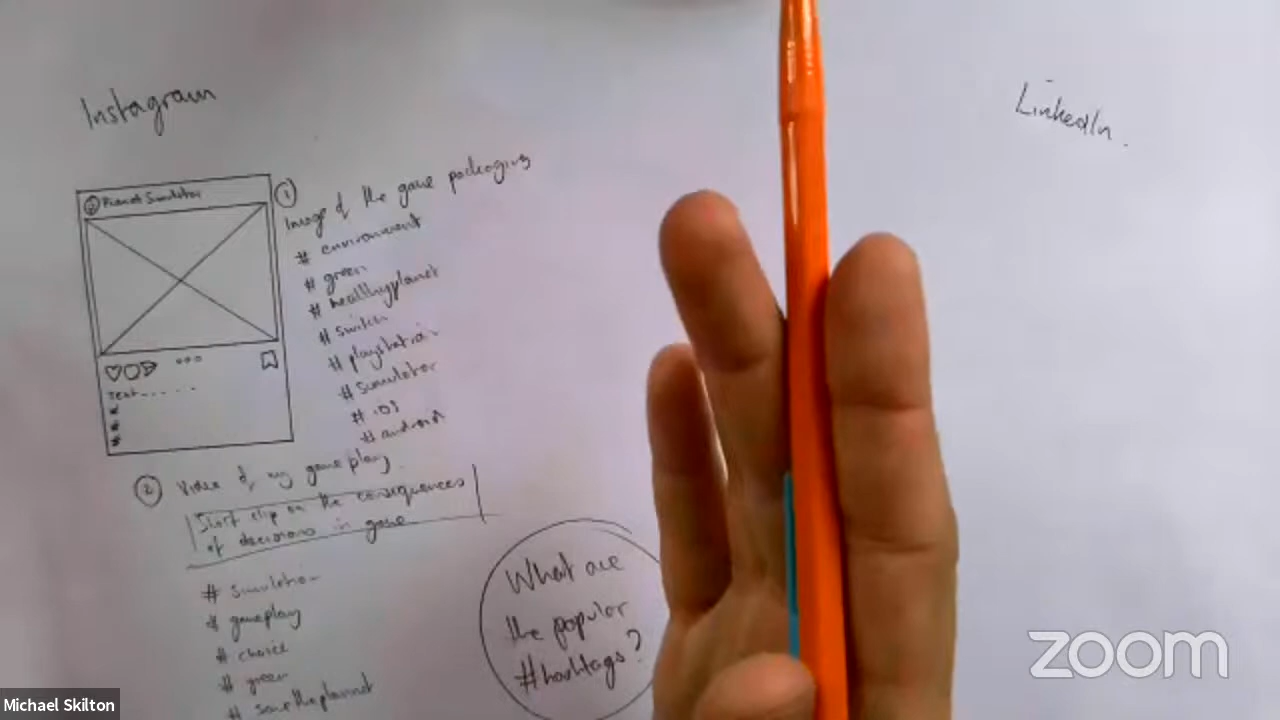 Instagram
LinkedIn.
Planet Simulator
①
Image of the game packaging
# environment
# green
# healthyplanet
# switch
# playstation
# simulator
# iOS
# android
Text.....
#
#
#
② Video of my game play
Short clip on the consequences
of decisions in game
# simulation
# gameplay
# choice
# green
# savetheplannet
What are
the popular
#hashtags?
Michael Skilton
zoom